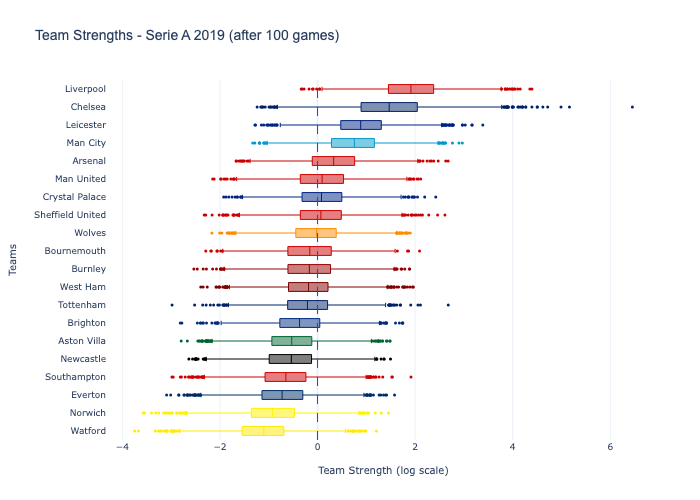 Team Strengths - Serie A 2019 (after 100 games)
Liverpool
Chelsea
Leicester
Man City
Arsenal
Man United
Crystal Palace
Sheffield United
Wolves
Bournemouth
Burnley
West Ham
Tottenham
Brighton
Aston Villa
Newcastle
Southampton
Everton
Norwich
Watford
Teams
−4 −2 0 2 4 6
Team Strength (log scale)